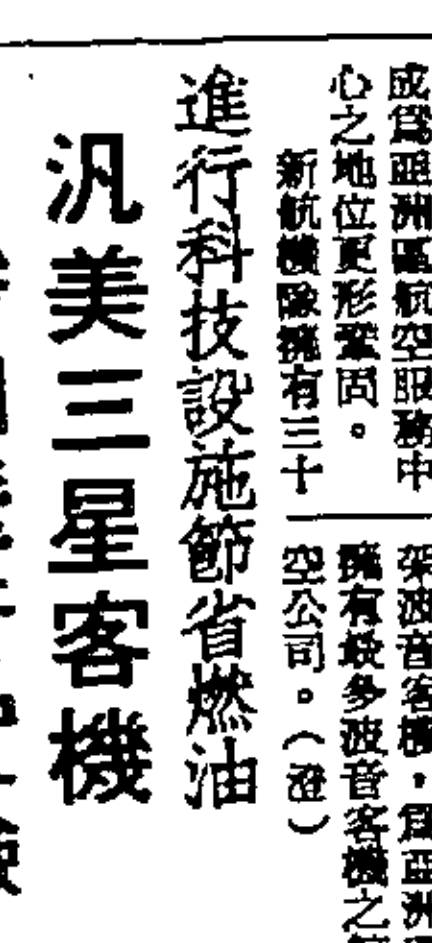 成爲亞洲區航空服務中
心之地位更形鞏固。
新航機隊擁有三十
架波音客機，爲亞洲
擁有較多波音客機之
空公司。（澄）
進行科技設施節省燃油
汎美三星客機